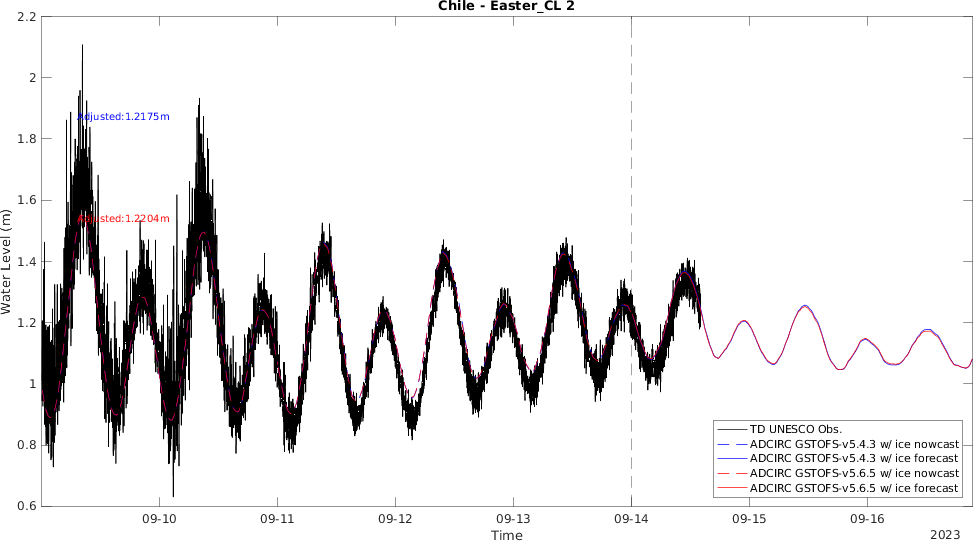 Chile - Easter_CL 2
2.2
2
1.8
1.6
1.4
1.2
1
0.8
0.6
Water Level (m)
Adjusted:1.2175m
Adjusted:1.2204m
TD UNESCO Obs.
ADCIRC GSTOFS-v5.4.3 w/ ice nowcast
ADCIRC GSTOFS-v5.4.3 w/ ice forecast
ADCIRC GSTOFS-v5.6.5 w/ ice nowcast
ADCIRC GSTOFS-v5.6.5 w/ ice forecast
09-10 09-11 09-12 09-13 09-14 09-15 09-16
Time
2023